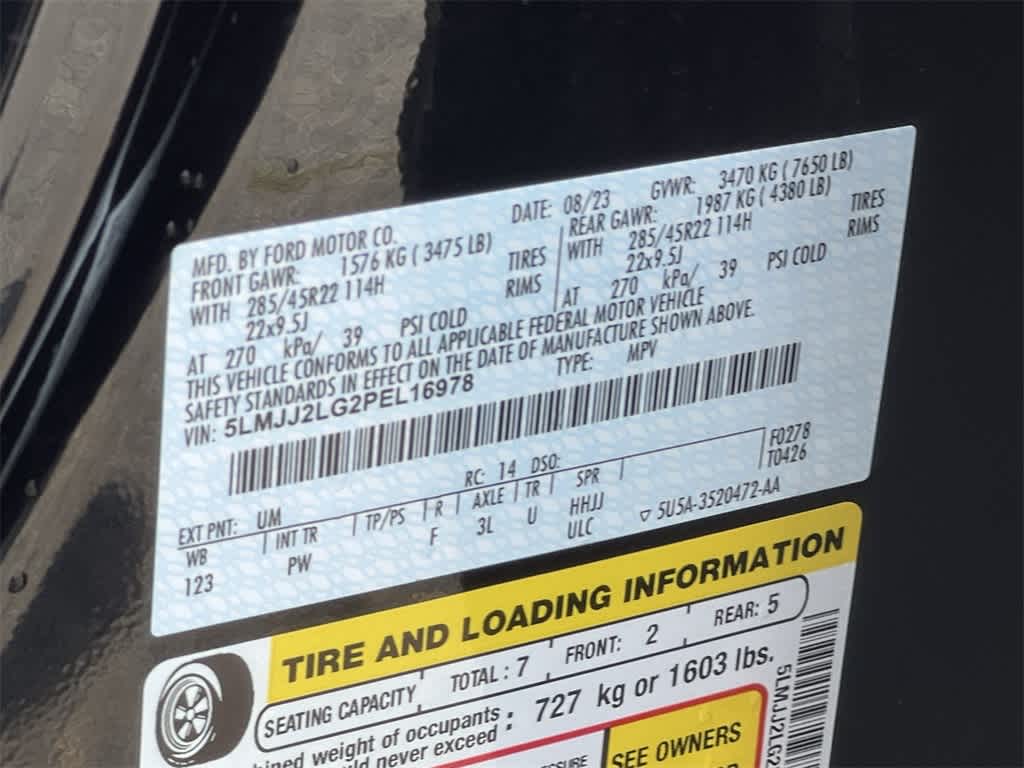 MFD. BY FORD MOTOR CO.
DATE: 08/23 GVWR: 3470 KG ( 7650 LB)
FRONT GAWR: 1576 KG ( 3475 LB)
WITH 285/45R22 114H TIRES
22x9.5J RIMS
AT 270 kPa/ 39 PSI COLD
REAR GAWR: 1987 KG ( 4380 LB)
WITH 285/45R22 114H TIRES
22x9.5J RIMS
AT 270 kPa/ 39 PSI COLD
THIS VEHICLE CONFORMS TO ALL APPLICABLE FEDERAL MOTOR VEHICLE
SAFETY STANDARDS IN EFFECT ON THE DATE OF MANUFACTURE SHOWN ABOVE.
VIN: 5LMJJ2LG2PEL16978 TYPE: MPV
EXT PNT: UM RC: 14 DSO: F0278
T0426
WB INT TR TP/PS R AXLE TR SPR
123 PW F 3L U HHJJ
ULC
▽ 5U5A-3520472-AA
TIRE AND LOADING INFORMATION
SEATING CAPACITY TOTAL : 7 FRONT: 2 REAR: 5
weight of occupants
never exceed : 727 kg or 1603 lbs.
SEE OWNERS
5LMJJ2LG2